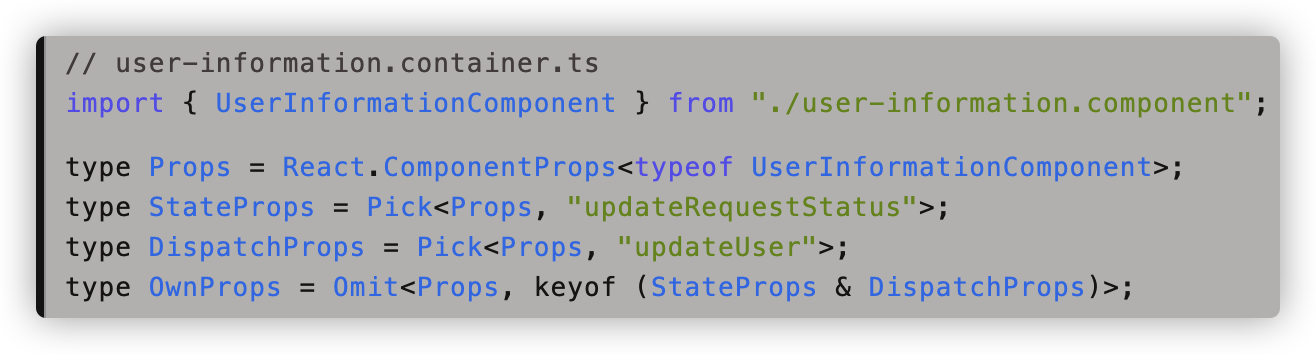 // user-information.container.ts
import { UserInformationComponent } from "./user-information.component";
type Props = React.ComponentProps<typeof UserInformationComponent>;
type StateProps = Pick<Props, "updateRequestStatus">;
type DispatchProps = Pick<Props, "updateUser">;
type OwnProps = Omit<Props, keyof (StateProps & DispatchProps)>;